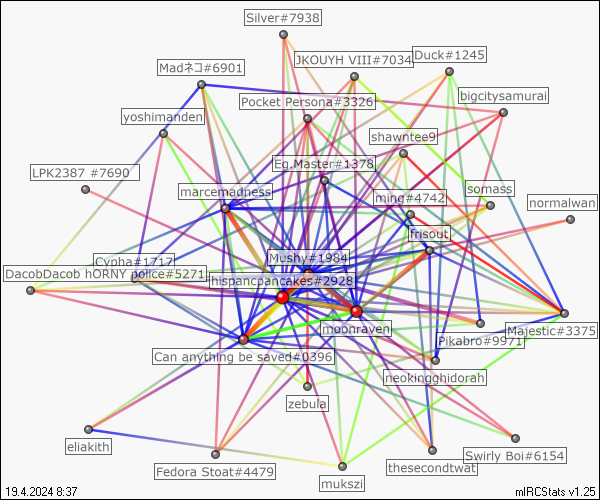 Silver#7938
JKOUYH VIII#7034
Duck#1245
Madネコ#6901
bigcitysamurai
Pocket Persona#3326
yoshimanden
shawntee9
Eg.Master#1378
LPK2387 #7690
marcemadness
ming#4742
somass
normalwan
frisout
Mushy#1984
Cypha#1717
DacobDacob hORNY police#5271
hispancpancakes#2928
moonraven
Majestic#3375
Pikabro#9971
Can anything be saved#0396
neokingghidorah
zebula
eliakith
Swirly Boi#6154
thesecondtwat
Fedora Stoat#4479
mukszi
19.4.2024 8:37
mIRCStats v1.25